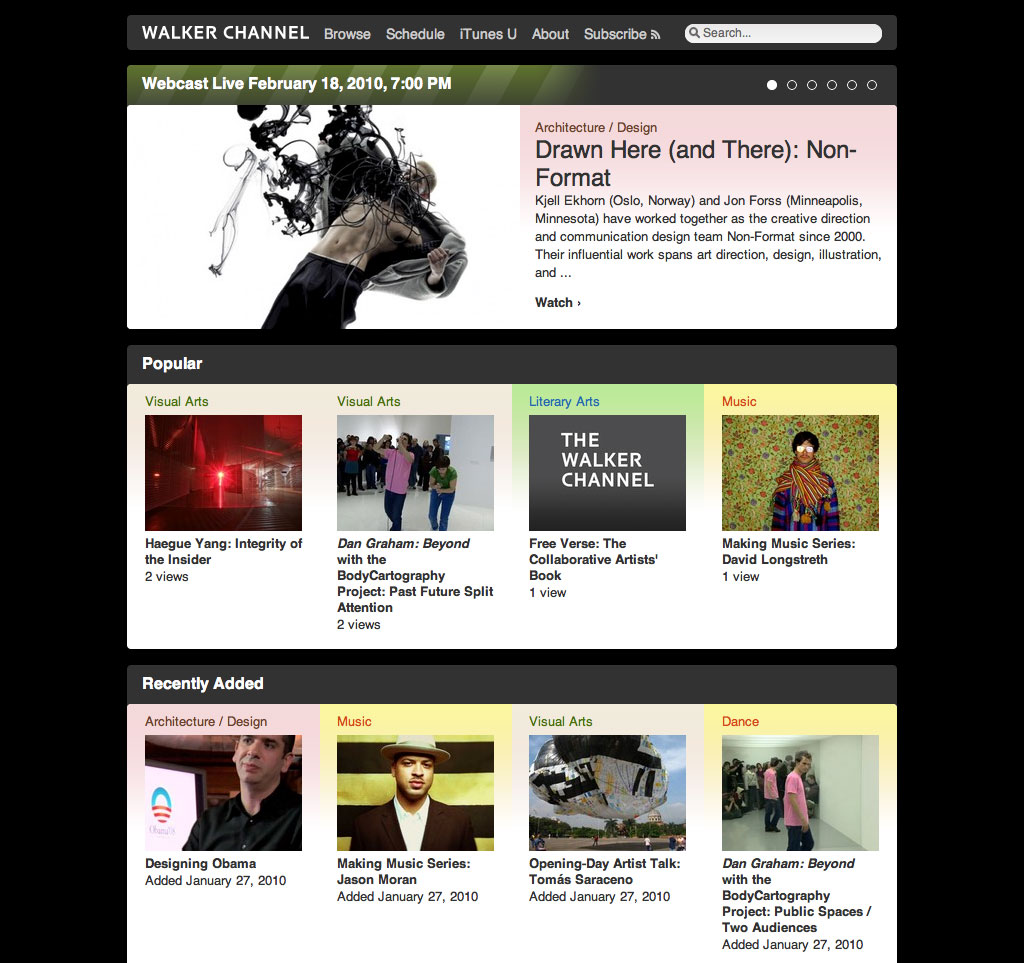 WALKER CHANNEL Browse Schedule iTunes U About Subscribe Search...
Webcast Live February 18, 2010, 7:00 PM
Architecture / Design
Drawn Here (and There): Non-
Format
Kjell Ekhorn (Oslo, Norway) and Jon Forss (Minneapolis,
Minnesota) have worked together as the creative direction
and communication design team Non-Format since 2000.
Their influential work spans art direction, design, illustration,
and ...
Watch ›
Popular
Visual Arts
Haegue Yang: Integrity of
the Insider
2 views
Visual Arts
Dan Graham: Beyond
with the
BodyCartography
Project: Past Future Split
Attention
2 views
Literary Arts
THE
WALKER
CHANNEL
Free Verse: The
Collaborative Artists'
Book
1 view
Music
Making Music Series:
David Longstreth
1 view
Recently Added
Architecture / Design
Obama'08
Designing Obama
Added January 27, 2010
Music
Making Music Series:
Jason Moran
Added January 27, 2010
Visual Arts
Opening-Day Artist Talk:
Tomás Saraceno
Added January 27, 2010
Dance
Dan Graham: Beyond
with the
BodyCartography
Project: Public Spaces /
Two Audiences
Added January 27, 2010